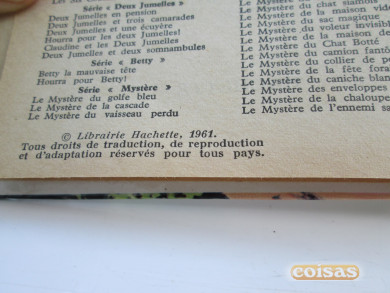 Série « Deux Jumelles »
Deux Jumelles en pension
Deux Jumelles et trois camarades
Deux Jumelles et une écuyère
Hourra pour les Jumelles!
Claudine et les Deux Jumelles
Deux Jumelles et deux somnambules
Série « Betty »
Betty la mauvaise tête
Hourra pour Betty!
Série « Mystère »
Le Mystère du golfe bleu
Le Mystère de la cascade
Le Mystère du vaisseau perdu
Le Mystère du chat siamois
Le Mystère de la maison vide
Le Mystère du sac magique
Le Mystère du voleur invisible
Le Mystère de la maison de
Le Mystère du Chat Botté.
Le Mystère du camion
Le Mystère du collier de
Le Mystère de la fête
Le Mystère du caniche blanc
Le Mystère des enveloppes
Le Mystère de la chaloupe
Le Mystère de l'ennemi
© Librairie Hachette, 1961.
Tous droits de traduction, de reproduction
et d'adaptation réservés pour tous pays.
coisas